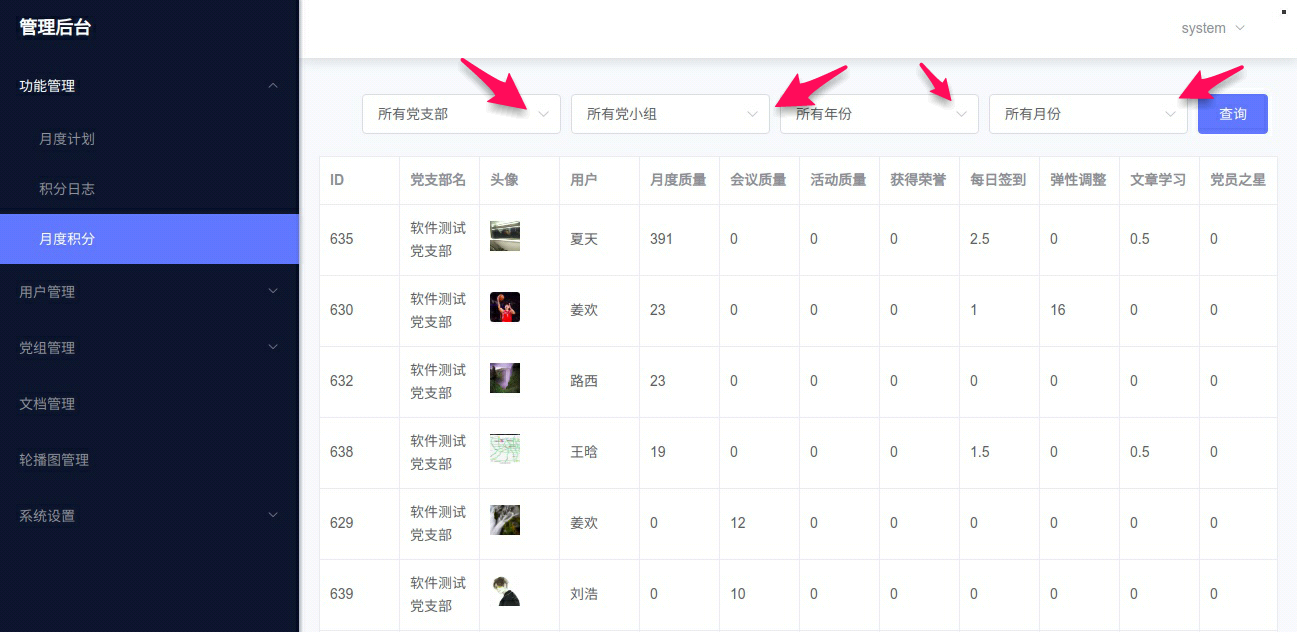 管理后台
system
功能管理
月度计划
积分日志
月度积分
用户管理
党组管理
文档管理
轮播图管理
系统设置
所有党支部 所有党小组 所有年份 所有月份 查询
ID 党支部名 头像 用户 月度质量 会议质量 活动质量 获得荣誉 每日签到 弹性调整 文章学习 党员之星
635 软件测试 夏天 391 0 0 0 2.5 0 0.5 0
党支部
630 软件测试 姜欢 23 0 0 0 1 16 0 0
党支部
632 软件测试 路西 23 0 0 0 0 0 0 0
党支部
638 软件测试 王晗 19 0 0 0 1.5 0 0.5 0
党支部
629 软件测试 姜欢 0 12 0 0 0 0 0 0
党支部
639 软件测试 刘浩 0 10 0 0 0 0 0 0
党支部